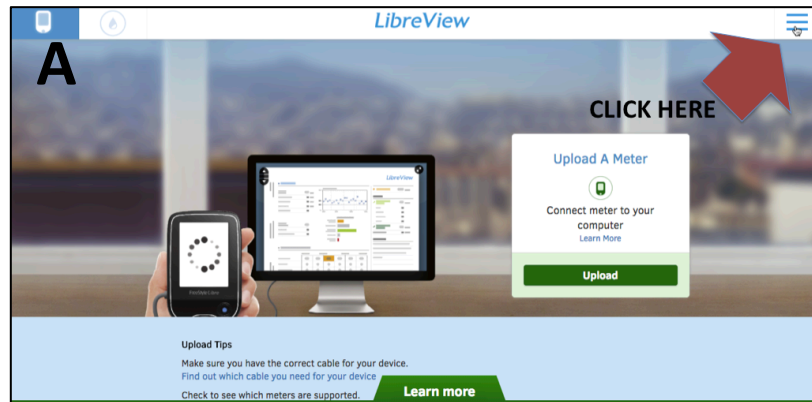 LibreView
A
CLICK HERE
LibreView
Upload A Meter
Connect meter to your
computer
Learn More
Upload
Upload Tips
Make sure you have the correct cable for your device.
Find out which cable you need for your device
Check to see which meters are supported.
Learn more